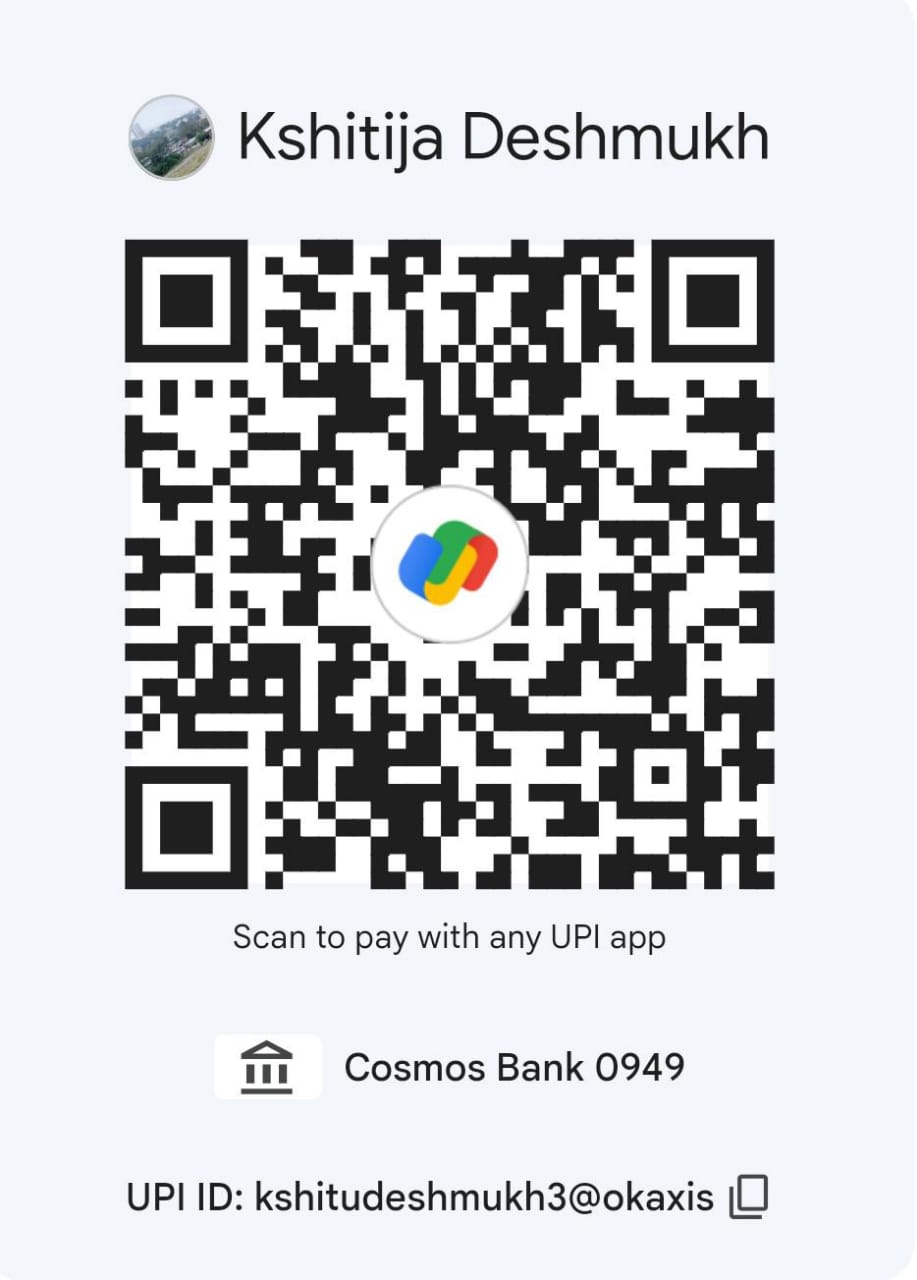 Kshitija Deshmukh
Scan to pay with any UPI app
Cosmos Bank 0949
UPI ID: kshitudeshmukh3@okaxis